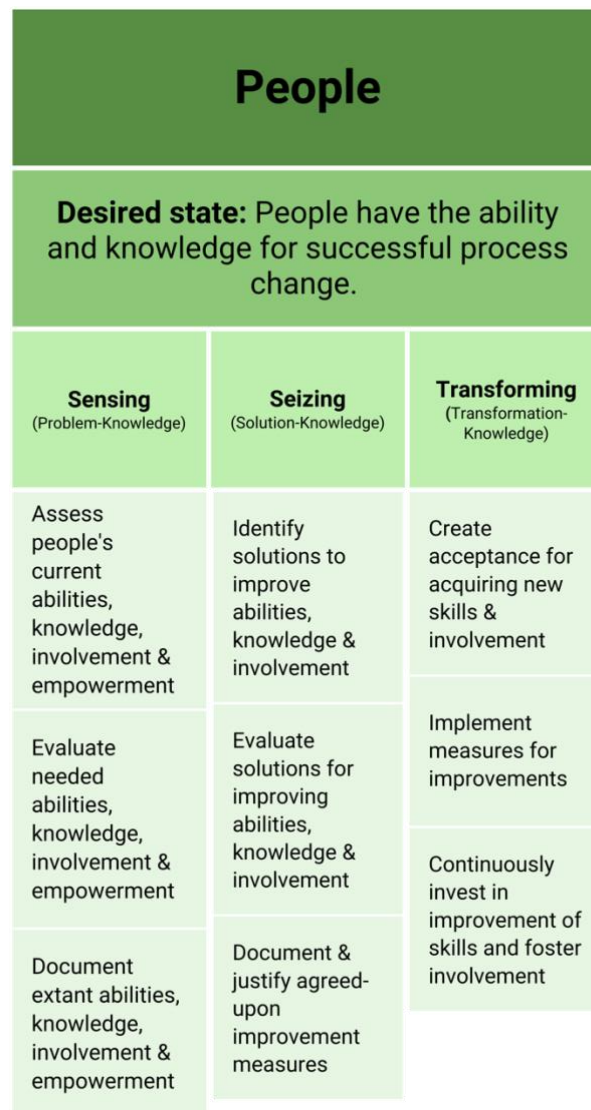 People
Desired state: People have the ability
and knowledge for successful process
change.
Sensing
(Problem-Knowledge)
Seizing
(Solution-Knowledge)
Transforming
(Transformation-
Knowledge)
Assess
people's
current
abilities,
knowledge,
involvement &
empowerment
Evaluate
needed
abilities,
knowledge,
involvement &
empowerment
Document
extant abilities,
knowledge,
involvement &
empowerment
Identify
solutions to
improve
abilities,
knowledge &
involvement
Evaluate
solutions for
improving
abilities,
knowledge &
involvement
Document &
justify agreed-
upon
improvement
measures
Create
acceptance for
acquiring new
skills &
involvement
Implement
measures for
improvements
Continuously
invest in
improvement of
skills and foster
involvement